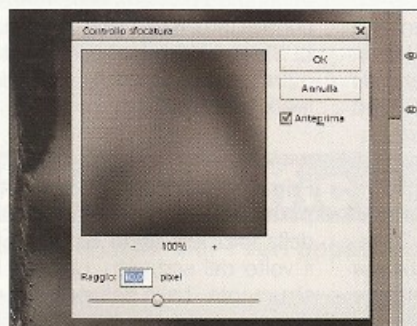 Controllo sfocatura
OK
Annulla
Anteprima
- 100% +
Raggio: pixel